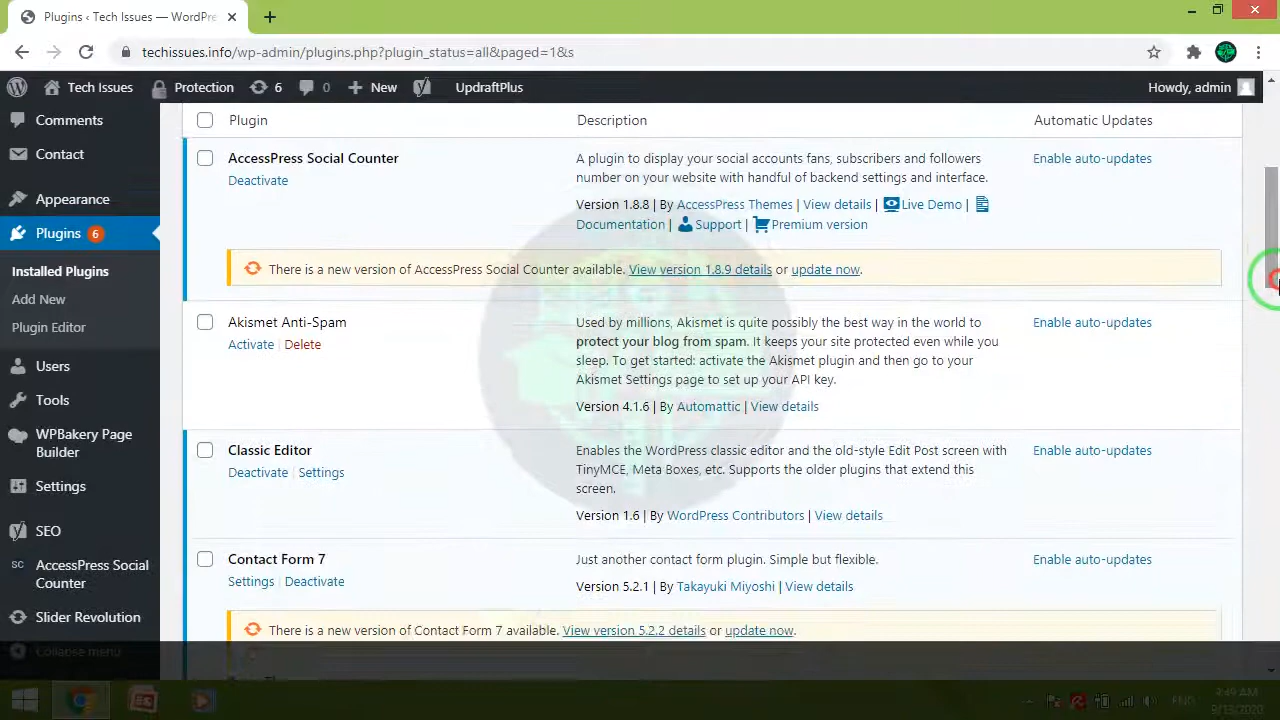 Plugins ‹ Tech Issues — WordPre
techissues.info/wp-admin/plugins.php?plugin_status=all&paged=1&s
Tech Issues
Protection
6
0
New
UpdraftPlus
Howdy, admin
Comments
Contact
Appearance
Plugins 6
Installed Plugins
Add New
Plugin Editor
Users
Tools
WPBakery Page
Builder
Settings
SEO
SC AccessPress Social
Counter
Slider Revolution
Collapse menu
Plugin Description Automatic Updates
AccessPress Social Counter
Deactivate
A plugin to display your social accounts fans, subscribers and followers
number on your website with handful of backend settings and interface.
Version 1.8.8 | By AccessPress Themes | View details | Live Demo |
Documentation | Support | Premium version
Enable auto-updates
There is a new version of AccessPress Social Counter available. View version 1.8.9 details or update now.
Akismet Anti-Spam
Activate | Delete
Used by millions, Akismet is quite possibly the best way in the world to
protect your blog from spam. It keeps your site protected even while you
sleep. To get started: activate the Akismet plugin and then go to your
Akismet Settings page to set up your API key.
Version 4.1.6 | By Automattic | View details
Enable auto-updates
Classic Editor
Deactivate | Settings
Enables the WordPress classic editor and the old-style Edit Post screen with
TinyMCE, Meta Boxes, etc. Supports the older plugins that extend this
screen.
Version 1.6 | By WordPress Contributors | View details
Enable auto-updates
Contact Form 7
Settings | Deactivate
Just another contact form plugin. Simple but flexible.
Version 5.2.1 | By Takayuki Miyoshi | View details
Enable auto-updates
There is a new version of Contact Form 7 available. View version 5.2.2 details or update now.
ENG
9:49 AM
9/13/2020